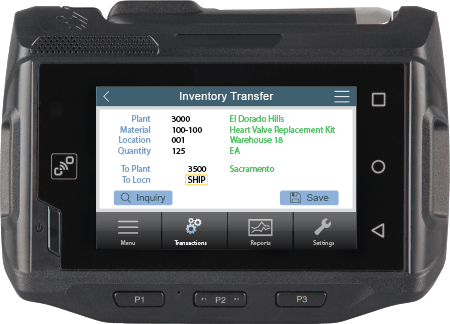 Inventory Transfer
Plant 3000 El Dorado Hills
Material 100-100 Heart Valve Replacement Kit
Location 001 Warehouse 18
Quantity 125 EA
To Plant 3500 Sacramento
To Locn SHIP
Inquiry Save
Menu Transactions Reports Settings
P1 P2 P3